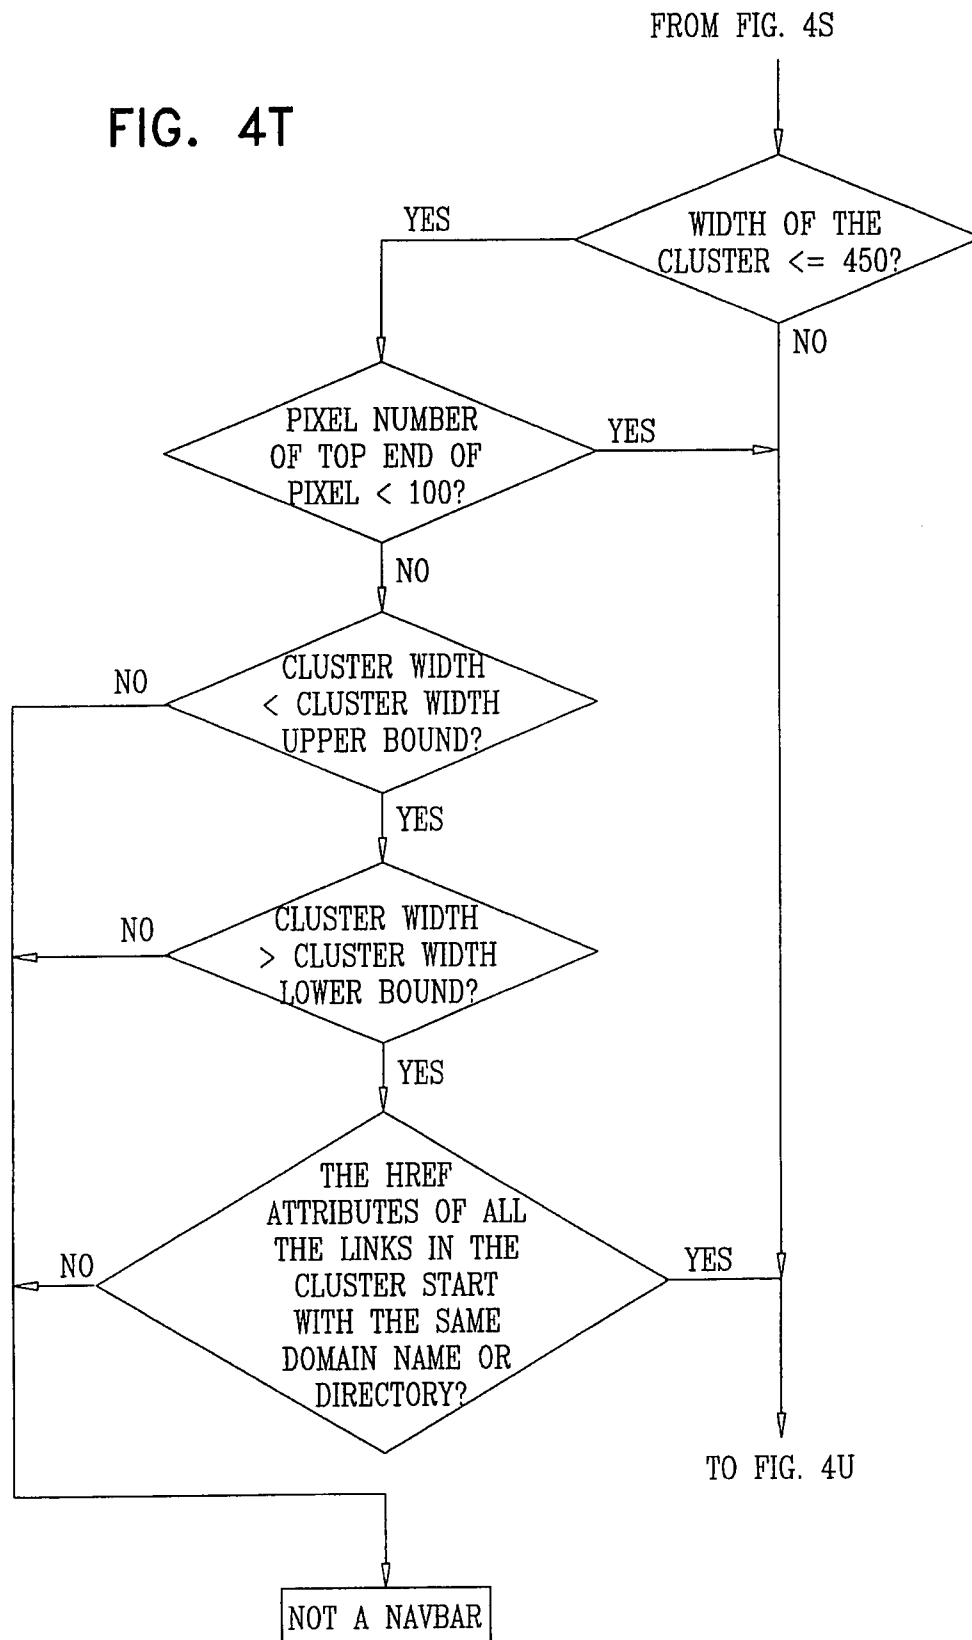 FROM FIG. 4S
FIG. 4T
WIDTH OF THE
CLUSTER <= 450?
YES
NO
PIXEL NUMBER
OF TOP END OF
PIXEL < 100?
YES
NO
CLUSTER WIDTH
< CLUSTER WIDTH
UPPER BOUND?
NO
YES
CLUSTER WIDTH
> CLUSTER WIDTH
LOWER BOUND?
NO
YES
THE HREF
ATTRIBUTES OF ALL
THE LINKS IN THE
CLUSTER START
WITH THE SAME
DOMAIN NAME OR
DIRECTORY?
NO
YES
TO FIG. 4U
NOT A NAVBAR